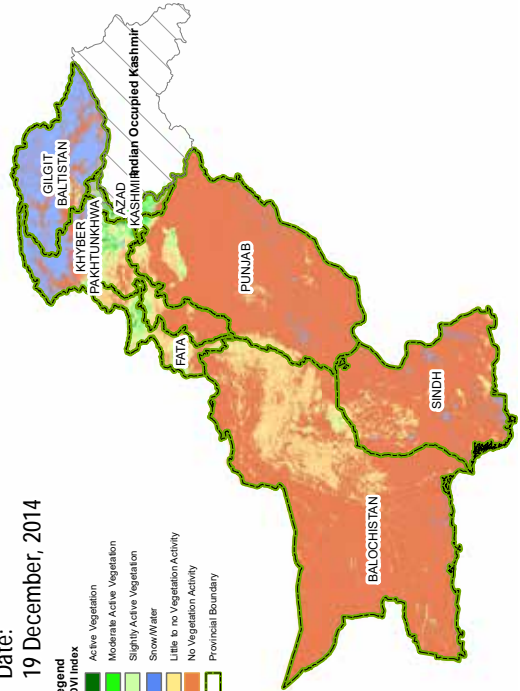 Date:
19 December, 2014
egend
DVI Index
Active Vegetation
Moderate Active Vegetation
Slightly Active Vegetation
Snow/Water
Little to no Vegetation Activity
No Vegetation Activity
Provincial Boundary
GILGIT
BALTISTAN
KHYBER
PAKHTUNKHWA
AZAD
KASHMIR
Indian Occupied Kashmir
FATA
PUNJAB
BALOCHISTAN
SINDH